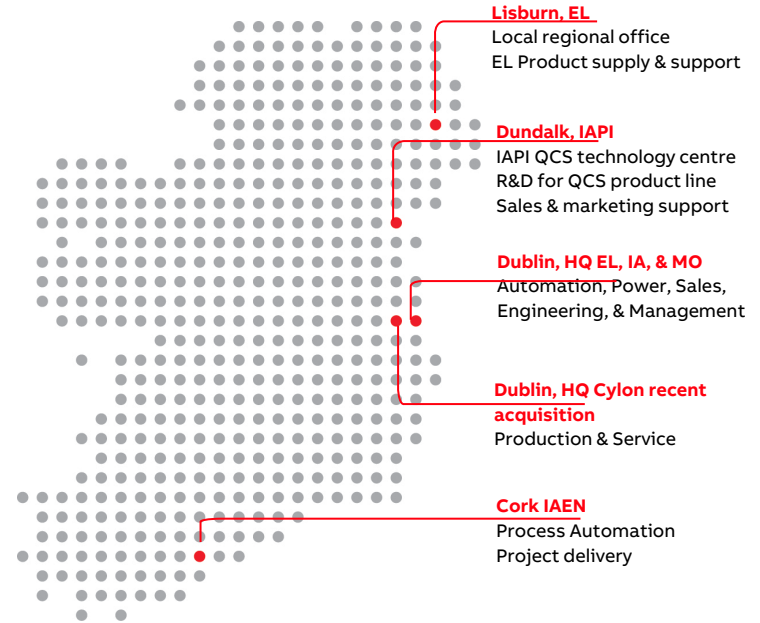 Lisburn, EL
Local regional office
EL Product supply & support
Dundalk, IAPI
IAPI QCS technology centre
R&D for QCS product line
Sales & marketing support
Dublin, HQ EL, IA, & MO
Automation, Power, Sales,
Engineering, & Management
Dublin, HQ Cylon recent
acquisition
Production & Service
Cork IAEN
Process Automation
Project delivery